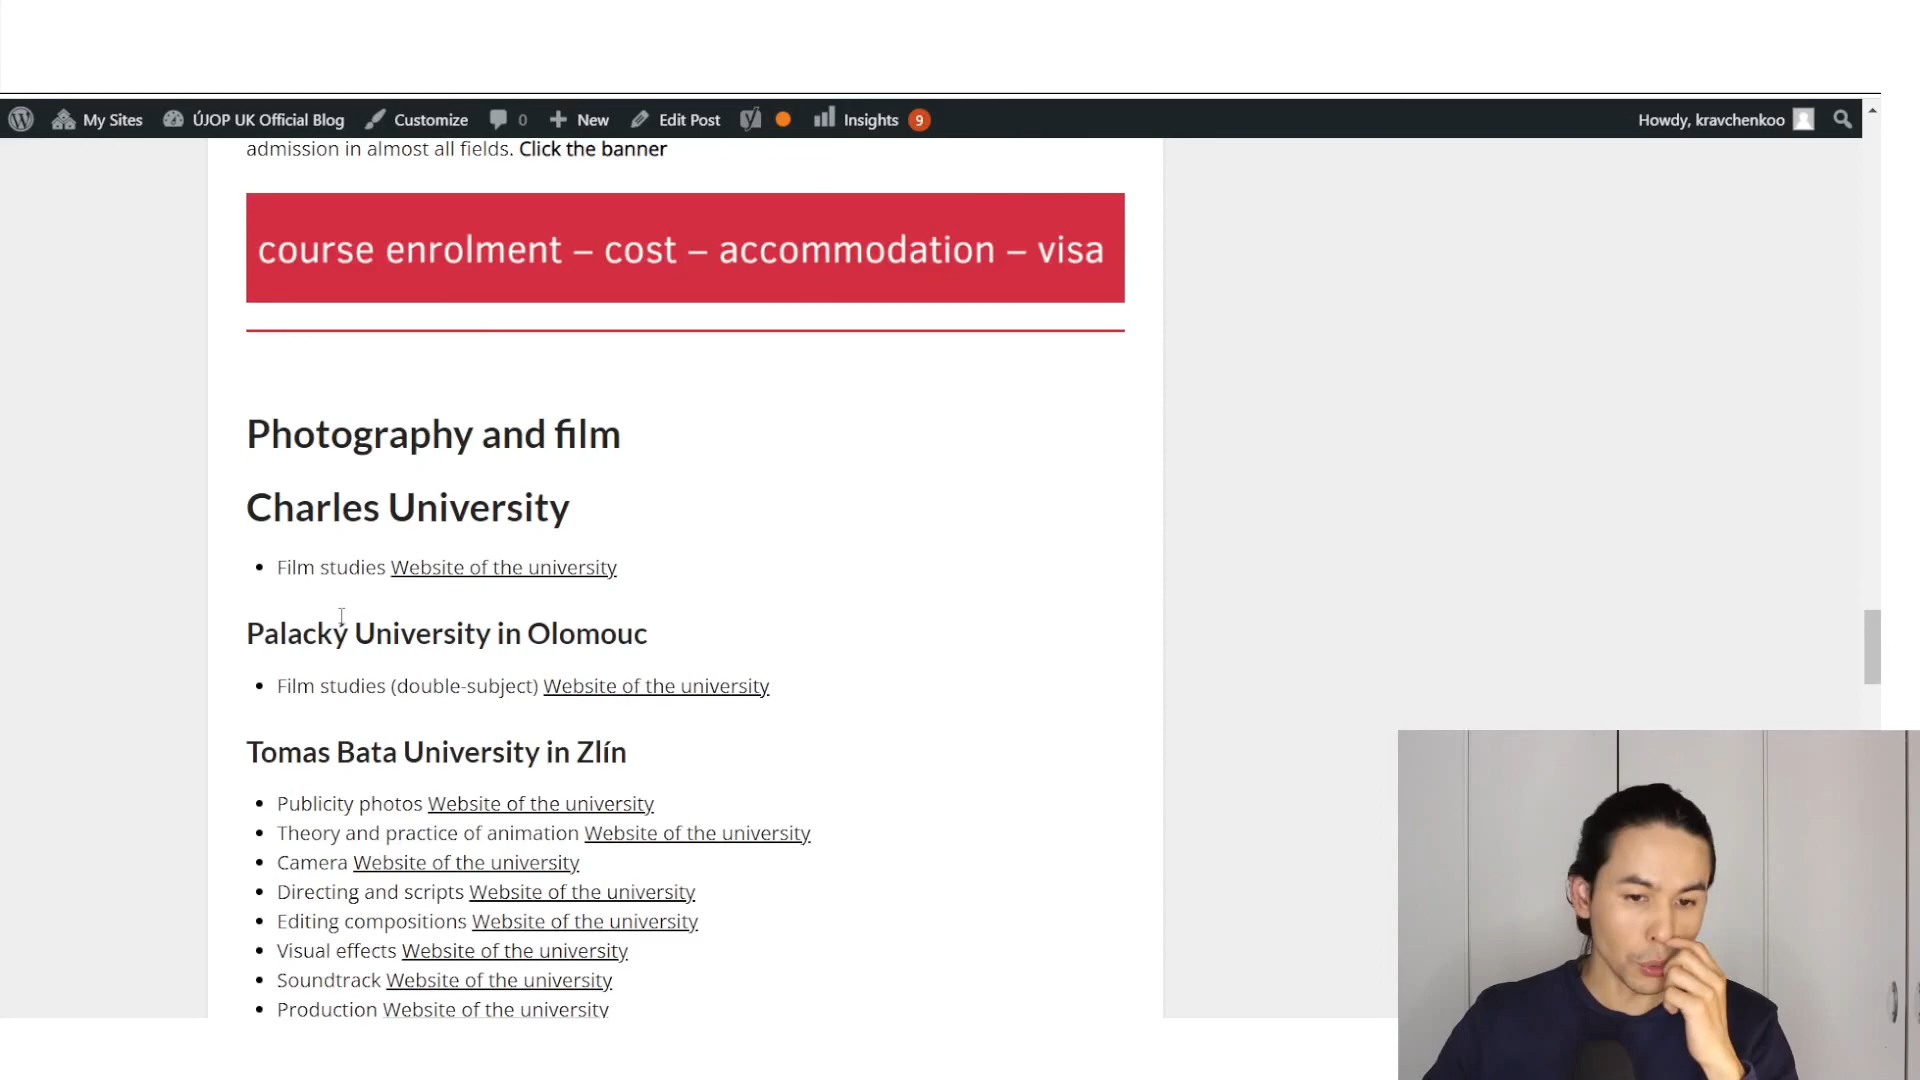 My Sites ÚJOP UK Official Blog Customize 0 New Edit Post Insights 9 Howdy, kravchenkoo
admission in almost all fields. Click the banner
course enrolment – cost – accommodation – visa
Photography and film
Charles University
• Film studies Website of the university
Palacky University in Olomouc
• Film studies (double-subject) Website of the university
Tomas Bata University in Zlín
• Publicity photos Website of the university
• Theory and practice of animation Website of the university
• Camera Website of the university
• Directing and scripts Website of the university
• Editing compositions Website of the university
• Visual effects Website of the university
• Soundtrack Website of the university
• Production Website of the university